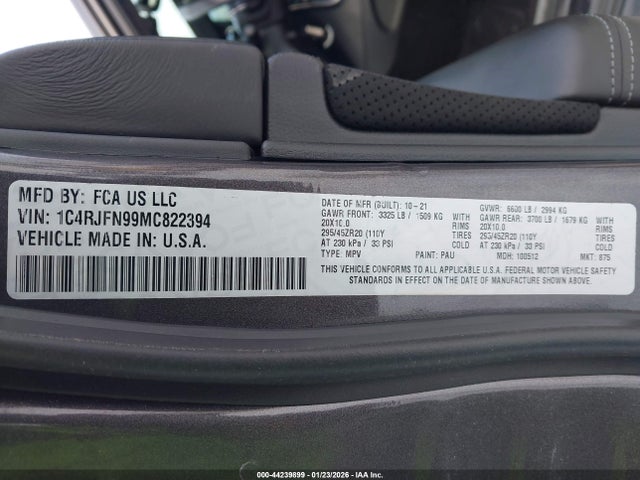 MFD BY: FCA US LLC
VIN: 1C4RJFN99MC822394
VEHICLE MADE IN: U.S.A.
DATE OF MFR (BUILT): 10-21
GAWR FRONT: 3325 LB / 1509 KG
20X10.0 RIMS
295/45ZR20 (110Y TIRES
AT 230 kPa / 33 PSI COLD
TYPE: MPV PAINT: PAU
GVWR: 6600 LB / 2994 KG
GAWR REAR: 3700 LB / 1679 KG
20X10.0 RIMS
295/45ZR20 (110Y TIRES
AT 230 kPa / 33 PSI COLD
MDH: 100512 MKT: 875
THIS VEHICLE CONFORMS TO ALL APPLICABLE U.S.A. FEDERAL MOTOR VEHICLE SAFETY
STANDARDS IN EFFECT ON THE DATE OF MANUFACTURE SHOWN ABOVE.
000-44239899 | 01/23/2026 - IAA Inc.